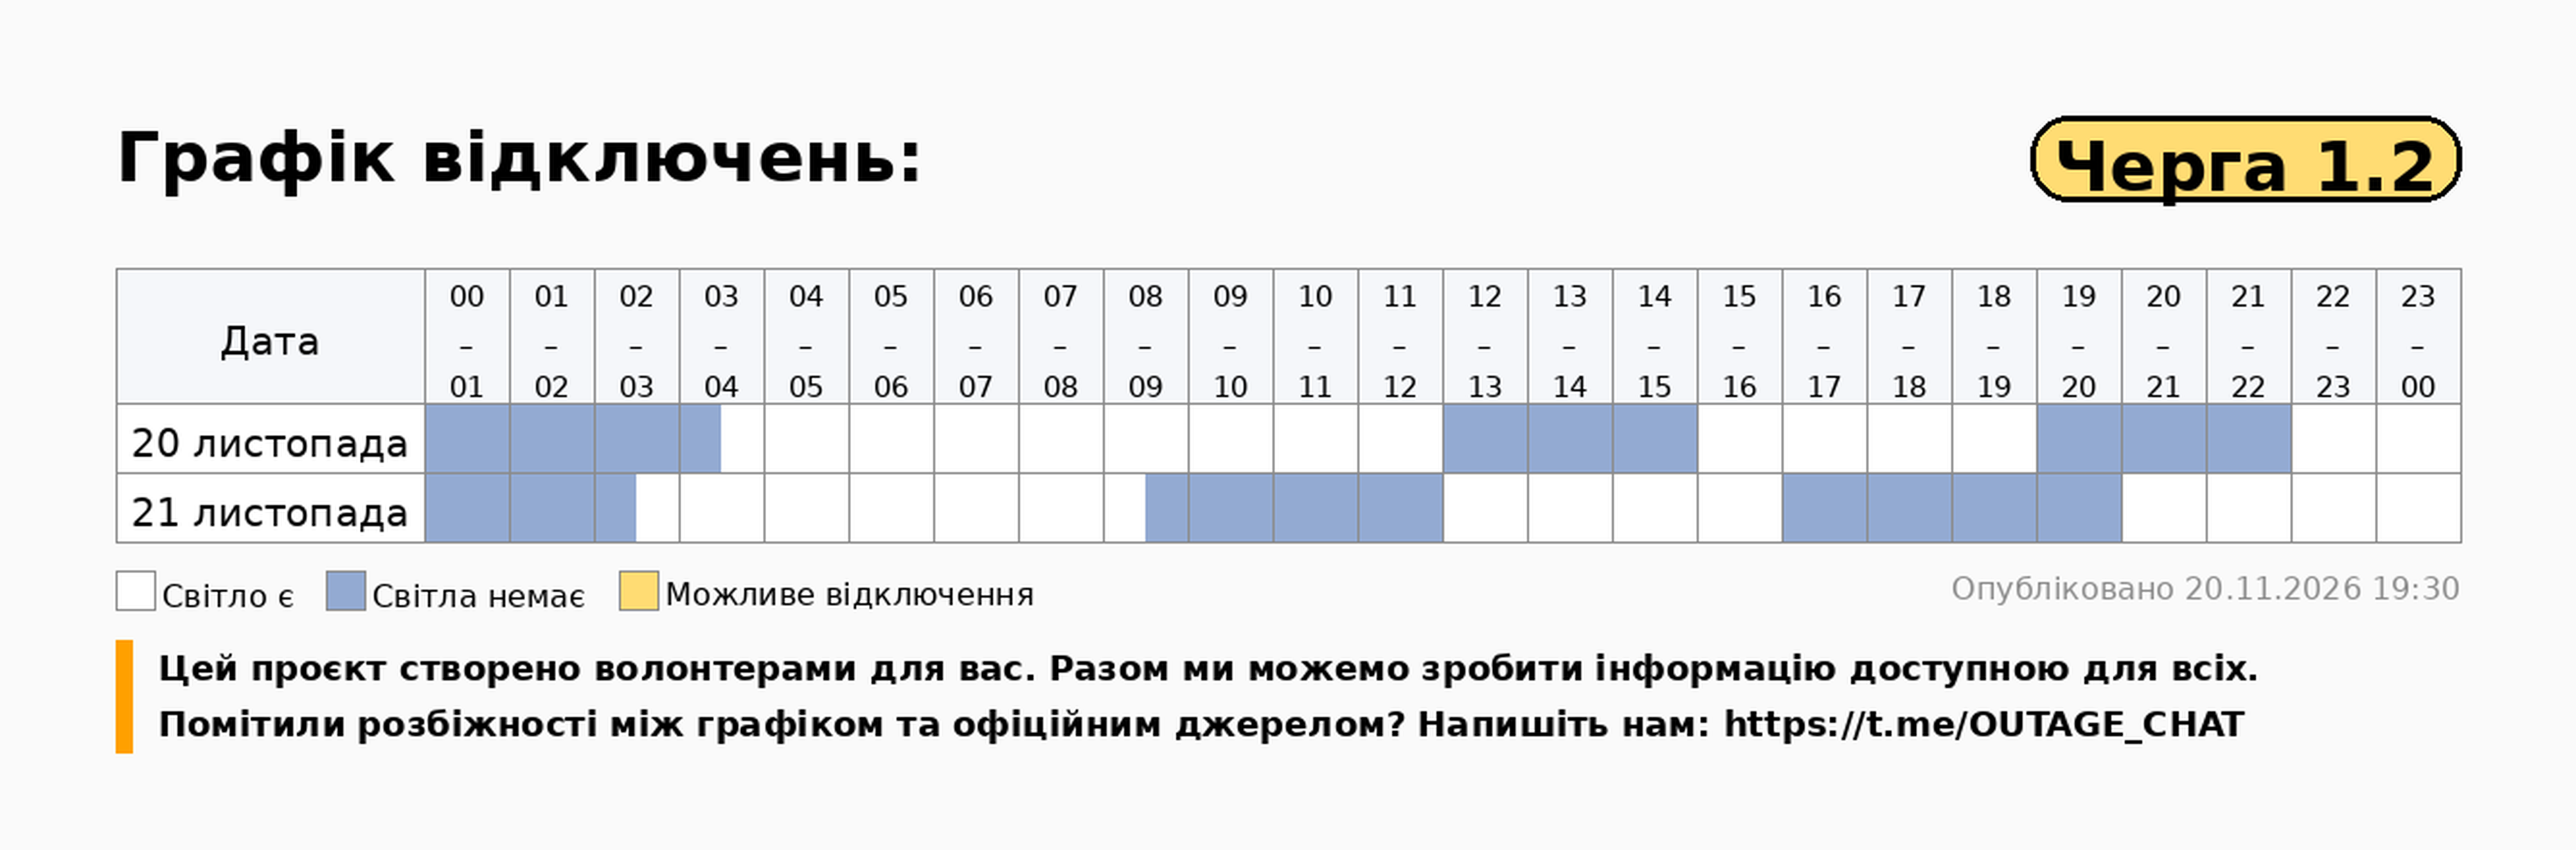 Графік відключень:
Черга 1.2
Дата 00 – 01 01 – 02 02 – 03 03 – 04 04 – 05 05 – 06 06 – 07 07 – 08 08 – 09 09 – 10 10 – 11 11 – 12 12 – 13 13 – 14 14 – 15 15 – 16 16 – 17 17 – 18 18 – 19 19 – 20 20 – 21 21 – 22 22 – 23 23 – 00
20 листопада
21 листопада
Світло є Світла немає Можливе відключення
Опубліковано 20.11.2026 19:30
Цей проєкт створено волонтерами для вас. Разом ми можемо зробити інформацію доступною для всіх.
Помітили розбіжності між графіком та офіційним джерелом? Напишіть нам: https://t.me/OUTAGE_CHAT